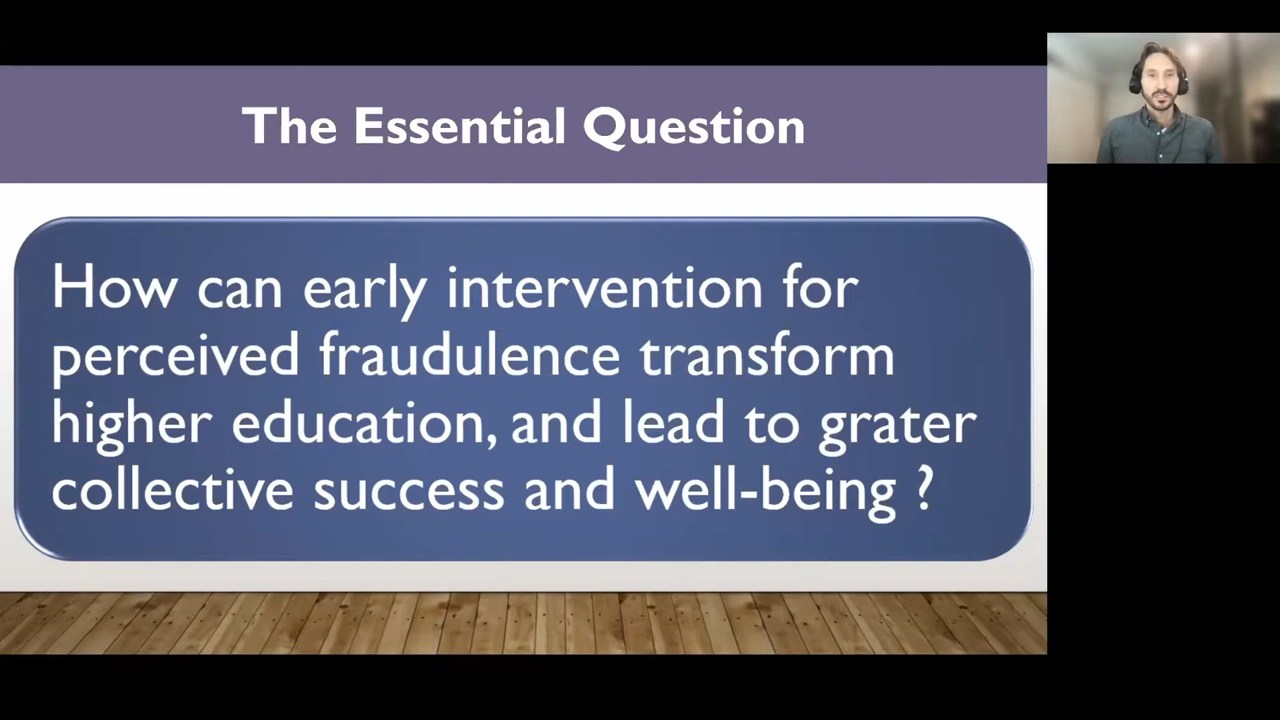 The Essential Question
How can early intervention for
perceived fraudulence transform
higher education, and lead to grater
collective success and well-being ?